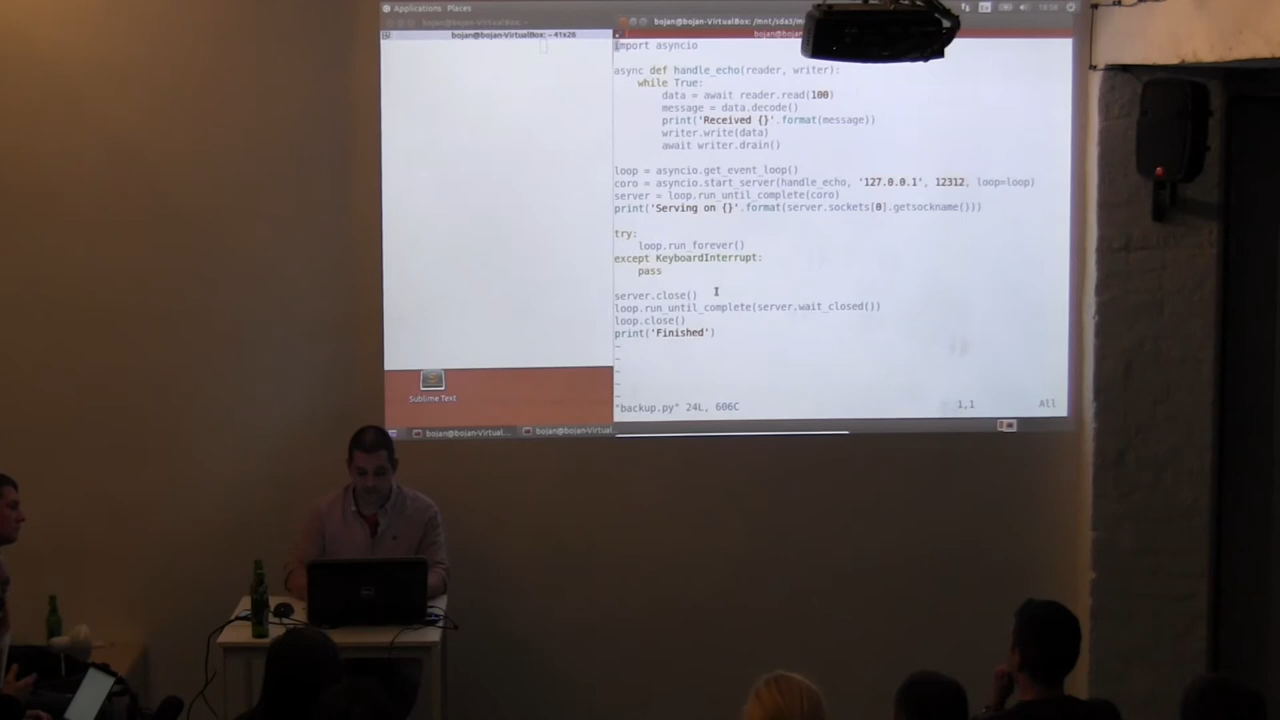 Applications Places
18:56
bojan@bojan-VirtualBox: ~
bojan@bojan-VirtualBox: ~ 41x26
bojan@bojan-VirtualBox: /mnt/sda3/m
import asyncio
async def handle_echo(reader, writer):
while True:
data = await reader.read(100)
message = data.decode()
print('Received {}'.format(message))
writer.write(data)
await writer.drain()
loop = asyncio.get_event_loop()
coro = asyncio.start_server(handle_echo, '127.0.0.1', 12312, loop=loop)
server = loop.run_until_complete(coro)
print('Serving on {}'.format(server.sockets[0].getsockname()))
try:
loop.run_forever()
except KeyboardInterrupt:
pass
server.close()
loop.run_until_complete(server.wait_closed())
loop.close()
print('Finished')
~
~
~
~
~
"backup.py" 24L, 606C 1,1 All
Sublime Text
bojan@bojan-Virtual... bojan@bojan-Virtual...